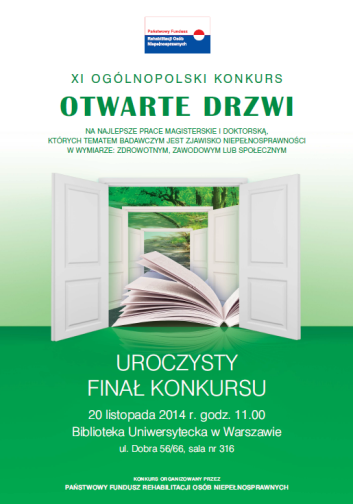 Państwowy Fundusz
Rehabilitacji Osób
Niepełnosprawnych
XI OGÓLNOPOLSKI KONKURS
OTWARTE DRZWI
NA NAJLEPSZE PRACE MAGISTERSKIE I DOKTORSKĄ,
KTÓRYCH TEMATEM BADAWCZYM JEST ZJAWISKO NIEPEŁNOSPRAWNOŚCI
W WYMIARZE: ZDROWOTNYM, ZAWODOWYM LUB SPOŁECZNYM
UROCZYSTY
FINAŁ KONKURSU
20 listopada 2014 r. godz. 11.00
Biblioteka Uniwersytecka w Warszawie
ul. Dobra 56/66, sala nr 316
KONKURS ORGANIZOWANY PRZEZ
PAŃSTWOWY FUNDUSZ REHABILITACJI OSÓB NIEPEŁNOSPRAWNYCH